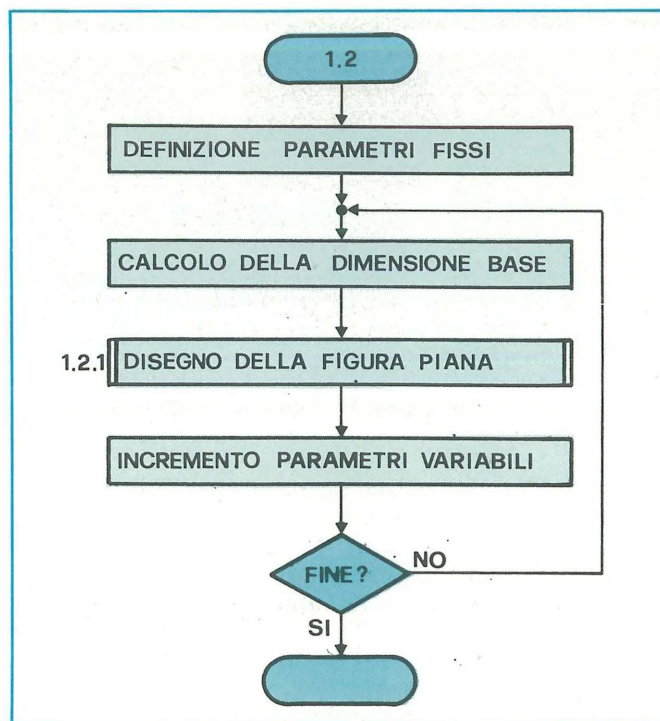 1.2
DEFINIZIONE PARAMETRI FISSI
CALCOLO DELLA DIMENSIONE BASE
1.2.1 DISEGNO DELLA FIGURA PIANA
INCREMENTO PARAMETRI VARIABILI
FINE? NO
SI